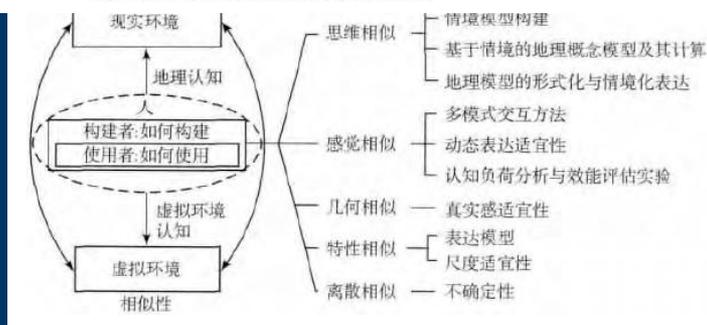 现实环境
地理认知
人
构建者:如何构建
使用者:如何使用
虚拟环境
认知
虚拟环境
相似性
思维相似
情境模型构建
基于情境的地理概念模型及其计算
地理模型的形式化与情境化表达
感觉相似
多模式交互方法
动态表达适宜性
认知负荷分析与效能评估实验
几何相似
真实感适宜性
特性相似
表达模型
尺度适宜性
离散相似
不确定性